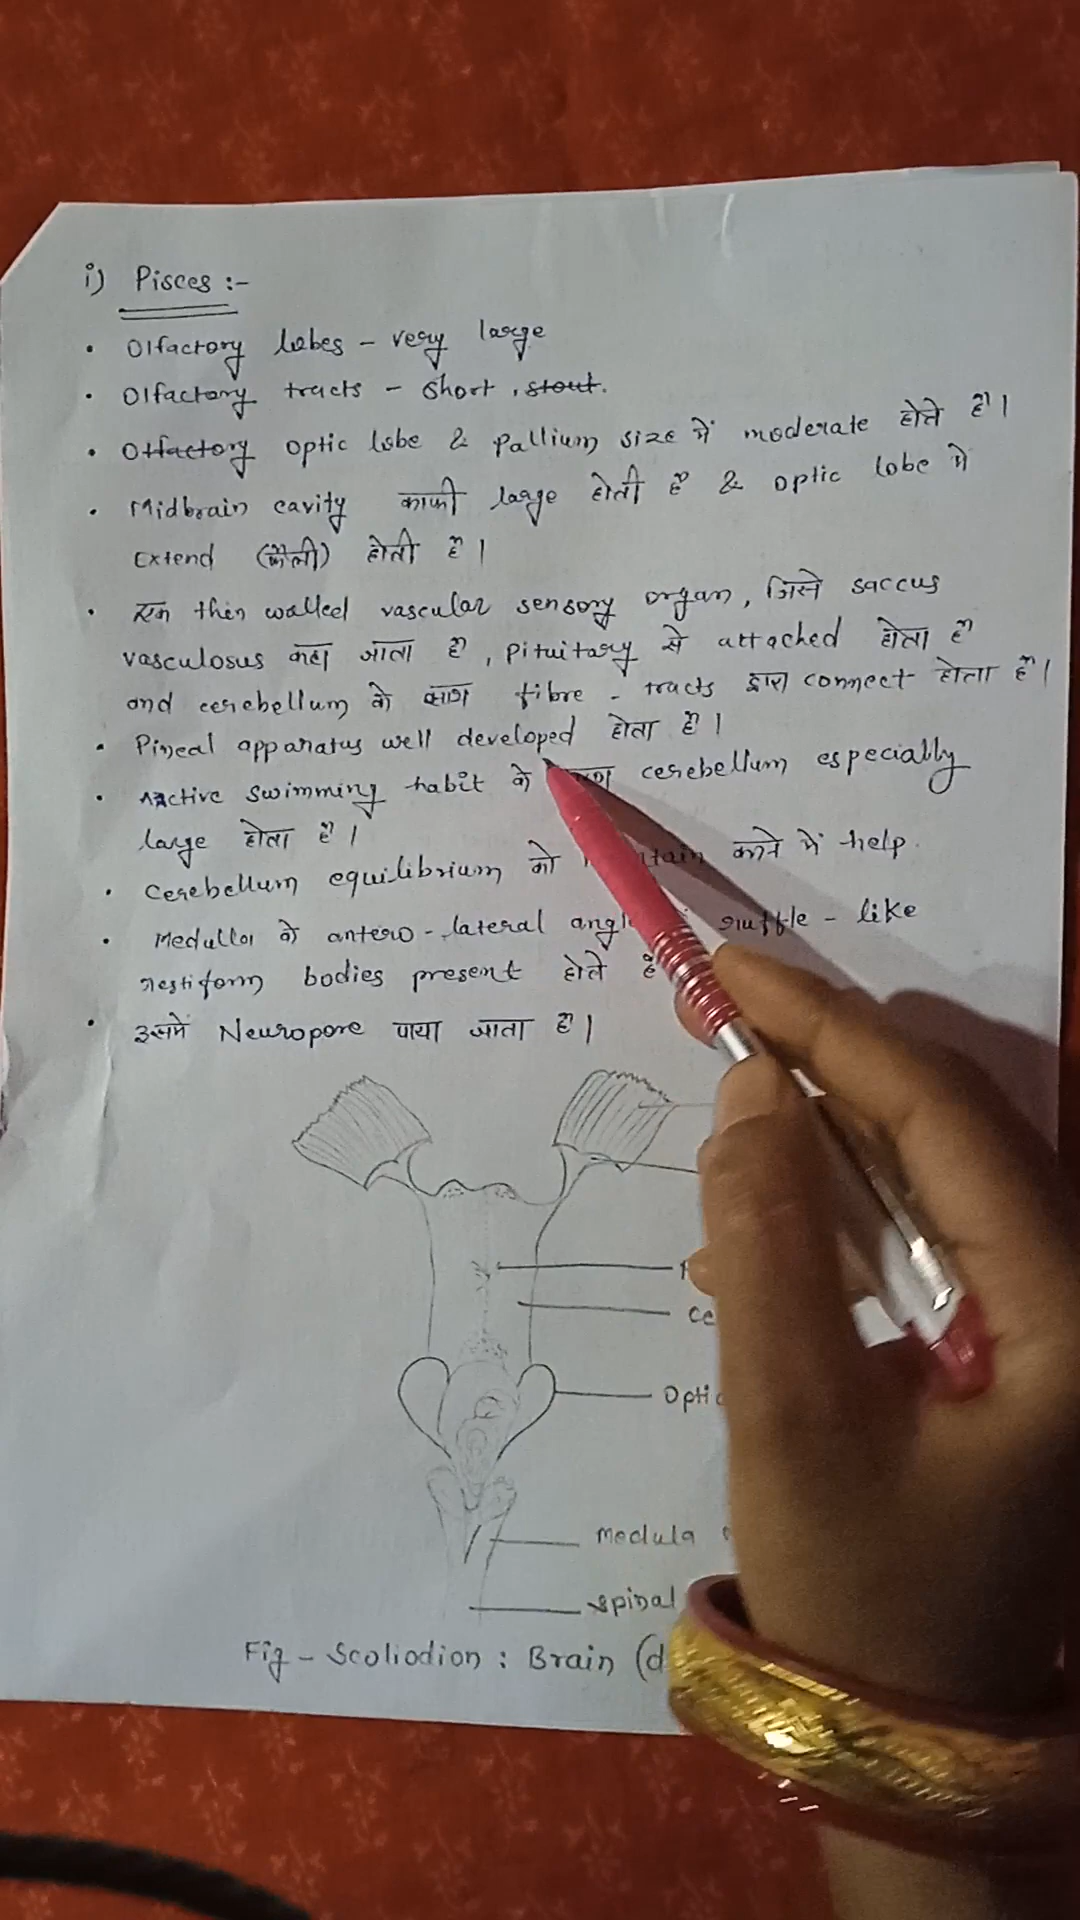 i) Pisces :-
• Olfactory lobes - very large
• Olfactory tracts - short, stout.
• Olfactory optic lobe & Pallium size में moderate होते हैं।
• Midbrain cavity काफी large होती है & optic lobe में
Extend (फैली) होती है।
• एक thin walled vascular sensory organ, जिसे saccus
vasculosus कहा जाता है, Pituitary से attached होता है
and cerebellum के साथ fibre - tracts द्वारा connect होता है।
• Pineal apparatus well developed होता है।
• Active swimming habit के cerebellum especially
large होता है।
• Cerebellum equilibrium को करने में help.
• Medulla के antero-lateral ruffle - like
restiform bodies present होते
• इसमें Neuropore पाया जाता है।
Medula
spinal
Fig - Scoliodion : Brain (d